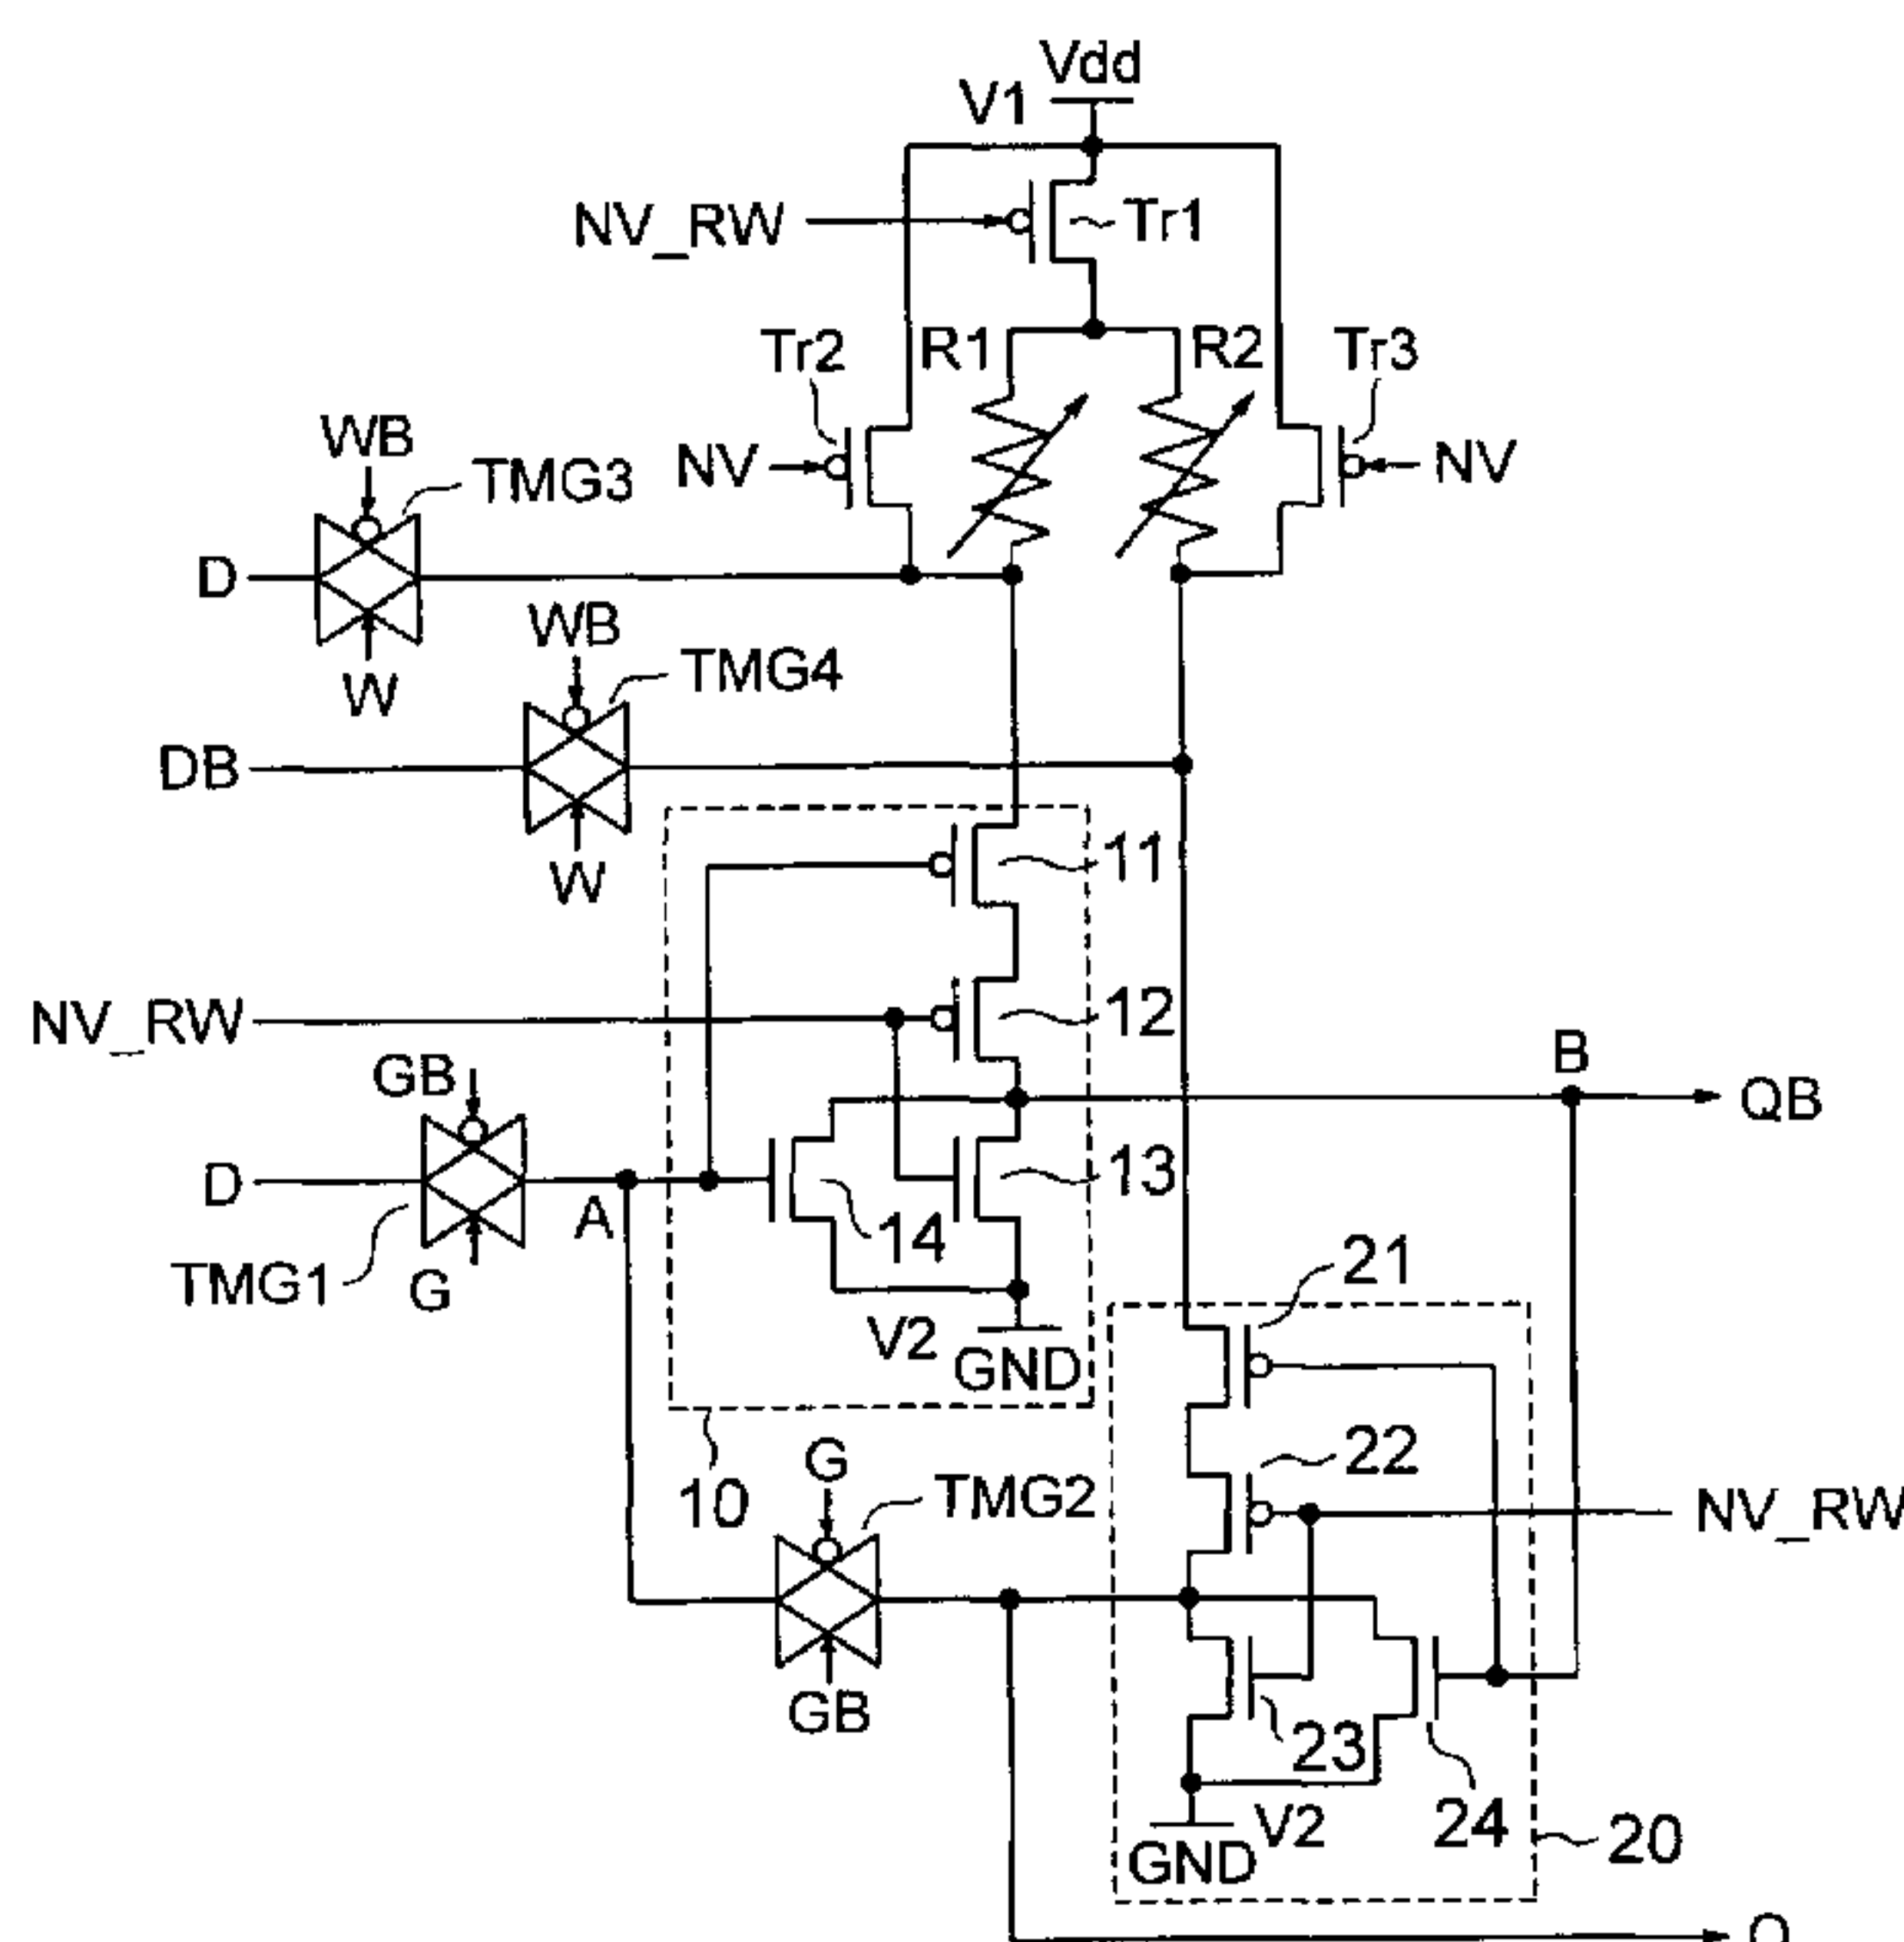 Vdd
V1
NV_RW
Tr1
Tr2
R1
R2
Tr3
WB
TMG3
NV
NV
D
W
WB
TMG4
DB
W
11
NV_RW
12
GB
B
QB
D
A
14
13
TMG1
G
V2
GND
21
10
G
TMG2
22
NV_RW
GB
23
24
V2
GND
20
Q